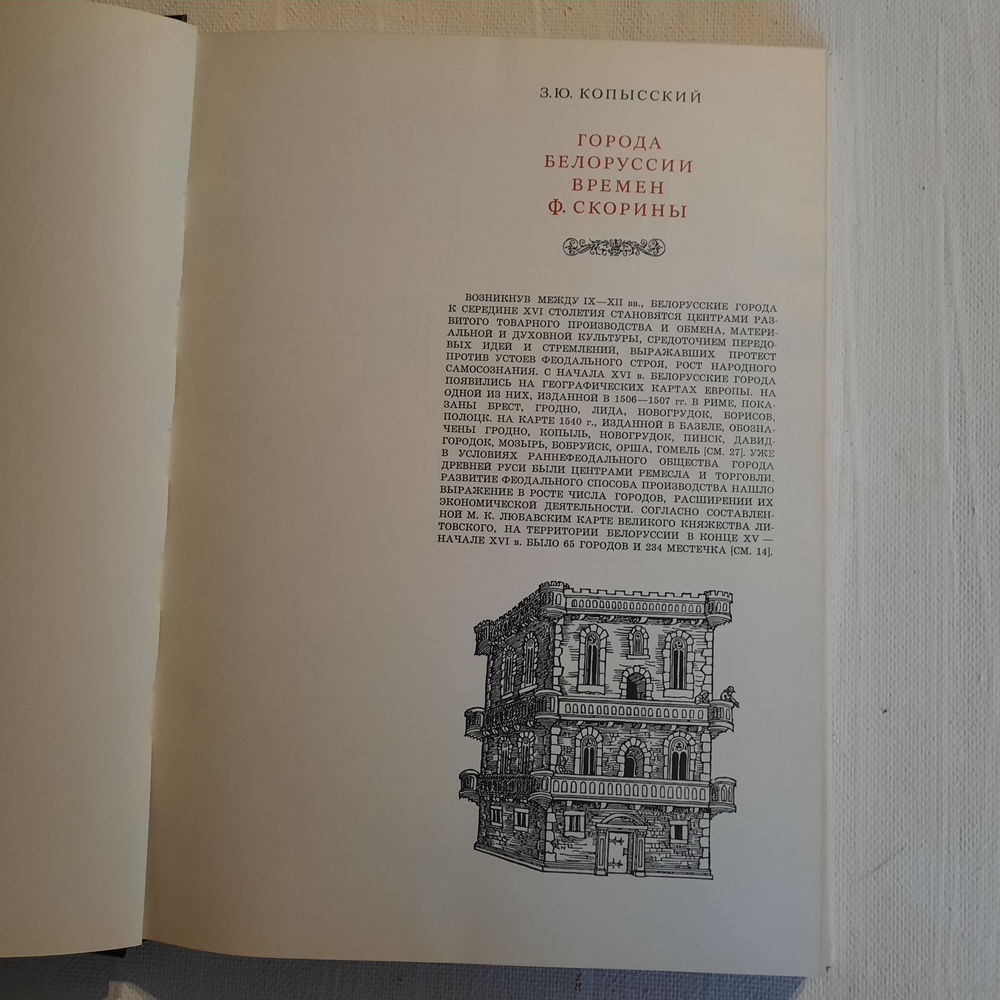 З.Ю. КОПЫССКИЙ
ГОРОДА
БЕЛОРУССИИ
ВРЕМЕН
Ф. СКОРИНЫ
ВОЗНИКНУВ МЕЖДУ IX—XII вв., БЕЛОРУССКИЕ ГОРОДА
К СЕРЕДИНЕ XVI СТОЛЕТИЯ СТАНОВЯТСЯ ЦЕНТРАМИ РАЗ-
ВИТОГО ТОВАРНОГО ПРОИЗВОДСТВА И ОБМЕНА, МАТЕРИ-
АЛЬНОЙ И ДУХОВНОЙ КУЛЬТУРЫ, СРЕДОТОЧИЕМ ПЕРЕДО-
ВЫХ ИДЕЙ И СТРЕМЛЕНИЙ, ВЫРАЖАВШИХ ПРОТЕСТ
ПРОТИВ УСТОЕВ ФЕОДАЛЬНОГО СТРОЯ, РОСТ НАРОДНОГО
САМОСОЗНАНИЯ. С НАЧАЛА XVI в. БЕЛОРУССКИЕ ГОРОДА
ПОЯВИЛИСЬ НА ГЕОГРАФИЧЕСКИХ КАРТАХ ЕВРОПЫ. НА
ОДНОЙ ИЗ НИХ, ИЗДАННОЙ В 1506—1507 гг. В РИМЕ, ПОКА-
ЗАНЫ БРЕСТ, ГРОДНО, ЛИДА, НОВОГРУДОК, БОРИСОВ,
ПОЛОЦК. НА КАРТЕ 1540 г., ИЗДАННОЙ В БАЗЕЛЕ, ОБОЗНА-
ЧЕНЫ ГРОДНО, КОПЫЛЬ, НОВОГРУДОК, ПИНСК, ДАВИД-
ГОРОДОК, МОЗЫРЬ, БОБРУЙСК, ОРША, ГОМЕЛЬ [СМ. 27]. УЖЕ
В УСЛОВИЯХ РАННЕФЕОДАЛЬНОГО ОБЩЕСТВА ГОРОДА
ДРЕВНЕЙ РУСИ БЫЛИ ЦЕНТРАМИ РЕМЕСЛА И ТОРГОВЛИ.
РАЗВИТИЕ ФЕОДАЛЬНОГО СПОСОБА ПРОИЗВОДСТВА НАШЛО
ВЫРАЖЕНИЕ В РОСТЕ ЧИСЛА ГОРОДОВ, РАСШИРЕНИИ ИХ
ЭКОНОМИЧЕСКОЙ ДЕЯТЕЛЬНОСТИ. СОГЛАСНО СОСТАВЛЕН-
НОЙ М. К. ЛЮБАВСКИМ КАРТЕ ВЕЛИКОГО КНЯЖЕСТВА ЛИ-
ТОВСКОГО, НА ТЕРРИТОРИИ БЕЛОРУССИИ В КОНЦЕ XV —
НАЧАЛЕ XVI в. БЫЛО 65 ГОРОДОВ И 234 МЕСТЕЧКА [СМ. 14].